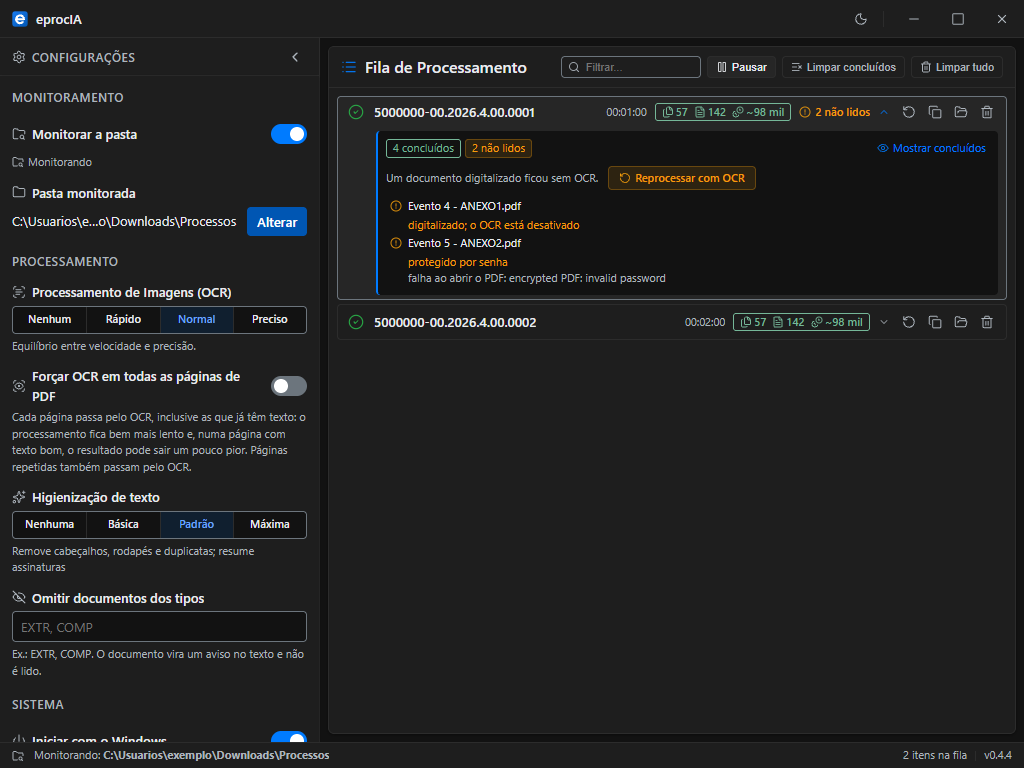 eprocIA
CONFIGURAÇÕES
MONITORAMENTO
Monitorar a pasta
Monitorando
Pasta monitorada
C:\Usuarios\e...o\Downloads\Processos
Alterar
PROCESSAMENTO
Processamento de Imagens (OCR)
Nenhum Rápido Normal Preciso
Equilíbrio entre velocidade e precisão.
Forçar OCR em todas as páginas de
PDF
Cada página passa pelo OCR, inclusive as que já têm texto: o
processamento fica bem mais lento e, numa página com
texto bom, o resultado pode sair um pouco pior. Páginas
repetidas também passam pelo OCR.
Higienização de texto
Nenhuma Básica Padrão Máxima
Remove cabeçalhos, rodapés e duplicatas; resume
assinaturas
Omitir documentos dos tipos
EXTR, COMP
Ex.: EXTR, COMP. O documento vira um aviso no texto e não
é lido.
SISTEMA
Iniciar com o Windows
Fila de Processamento
Filtrar...
Pausar
Limpar concluídos
Limpar tudo
5000000-00.2026.4.00.0001 00:01:00 57 142 ~98 mil 2 não lidos
4 concluídos 2 não lidos Mostrar concluídos
Um documento digitalizado ficou sem OCR. Reprocessar com OCR
Evento 4 - ANEXO1.pdf
digitalizado; o OCR está desativado
Evento 5 - ANEXO2.pdf
protegido por senha
falha ao abrir o PDF: encrypted PDF: invalid password
5000000-00.2026.4.00.0002 00:02:00 57 142 ~98 mil
Monitorando: C:\Usuarios\exemplo\Downloads\Processos
2 itens na fila v0.4.4